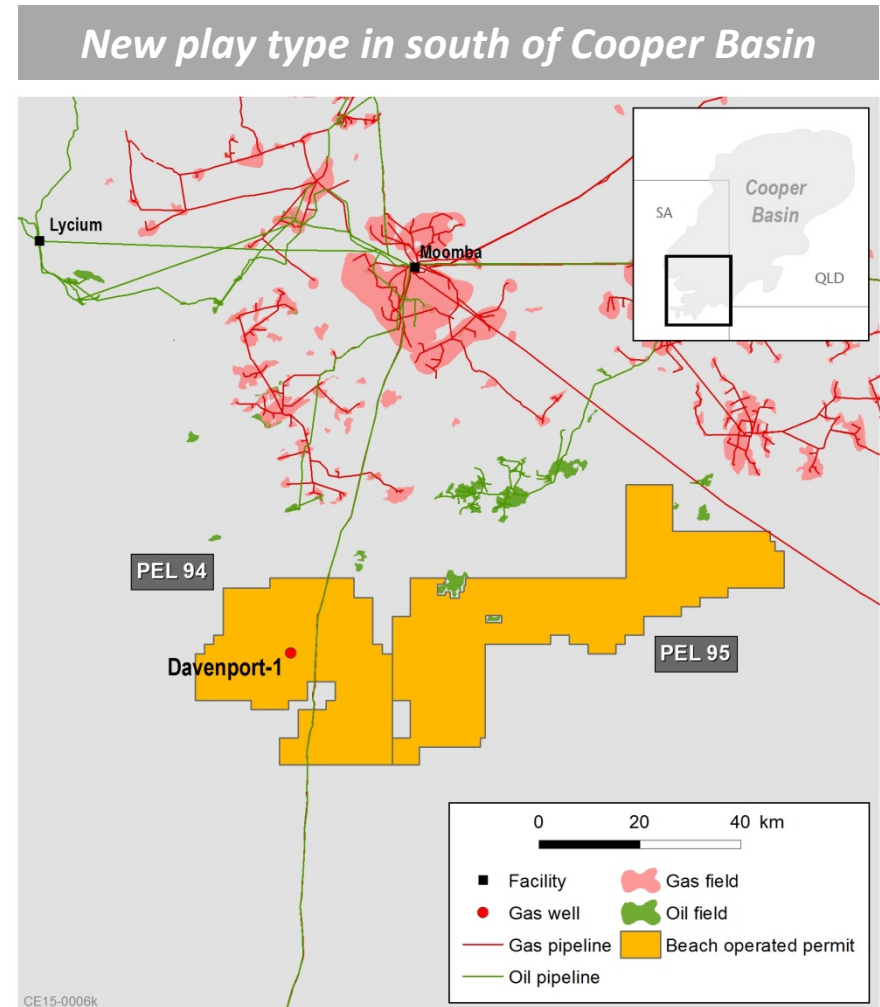 New play type in south of Cooper Basin
Cooper
Basin
SA
QLD
Lycium
Moomba
PEL 94
Davenport-1
PEL 95
0 20 40 km
Facility
Gas field
Gas well
Oil field
Gas pipeline
Beach operated permit
Oil pipeline
CE15-0006k